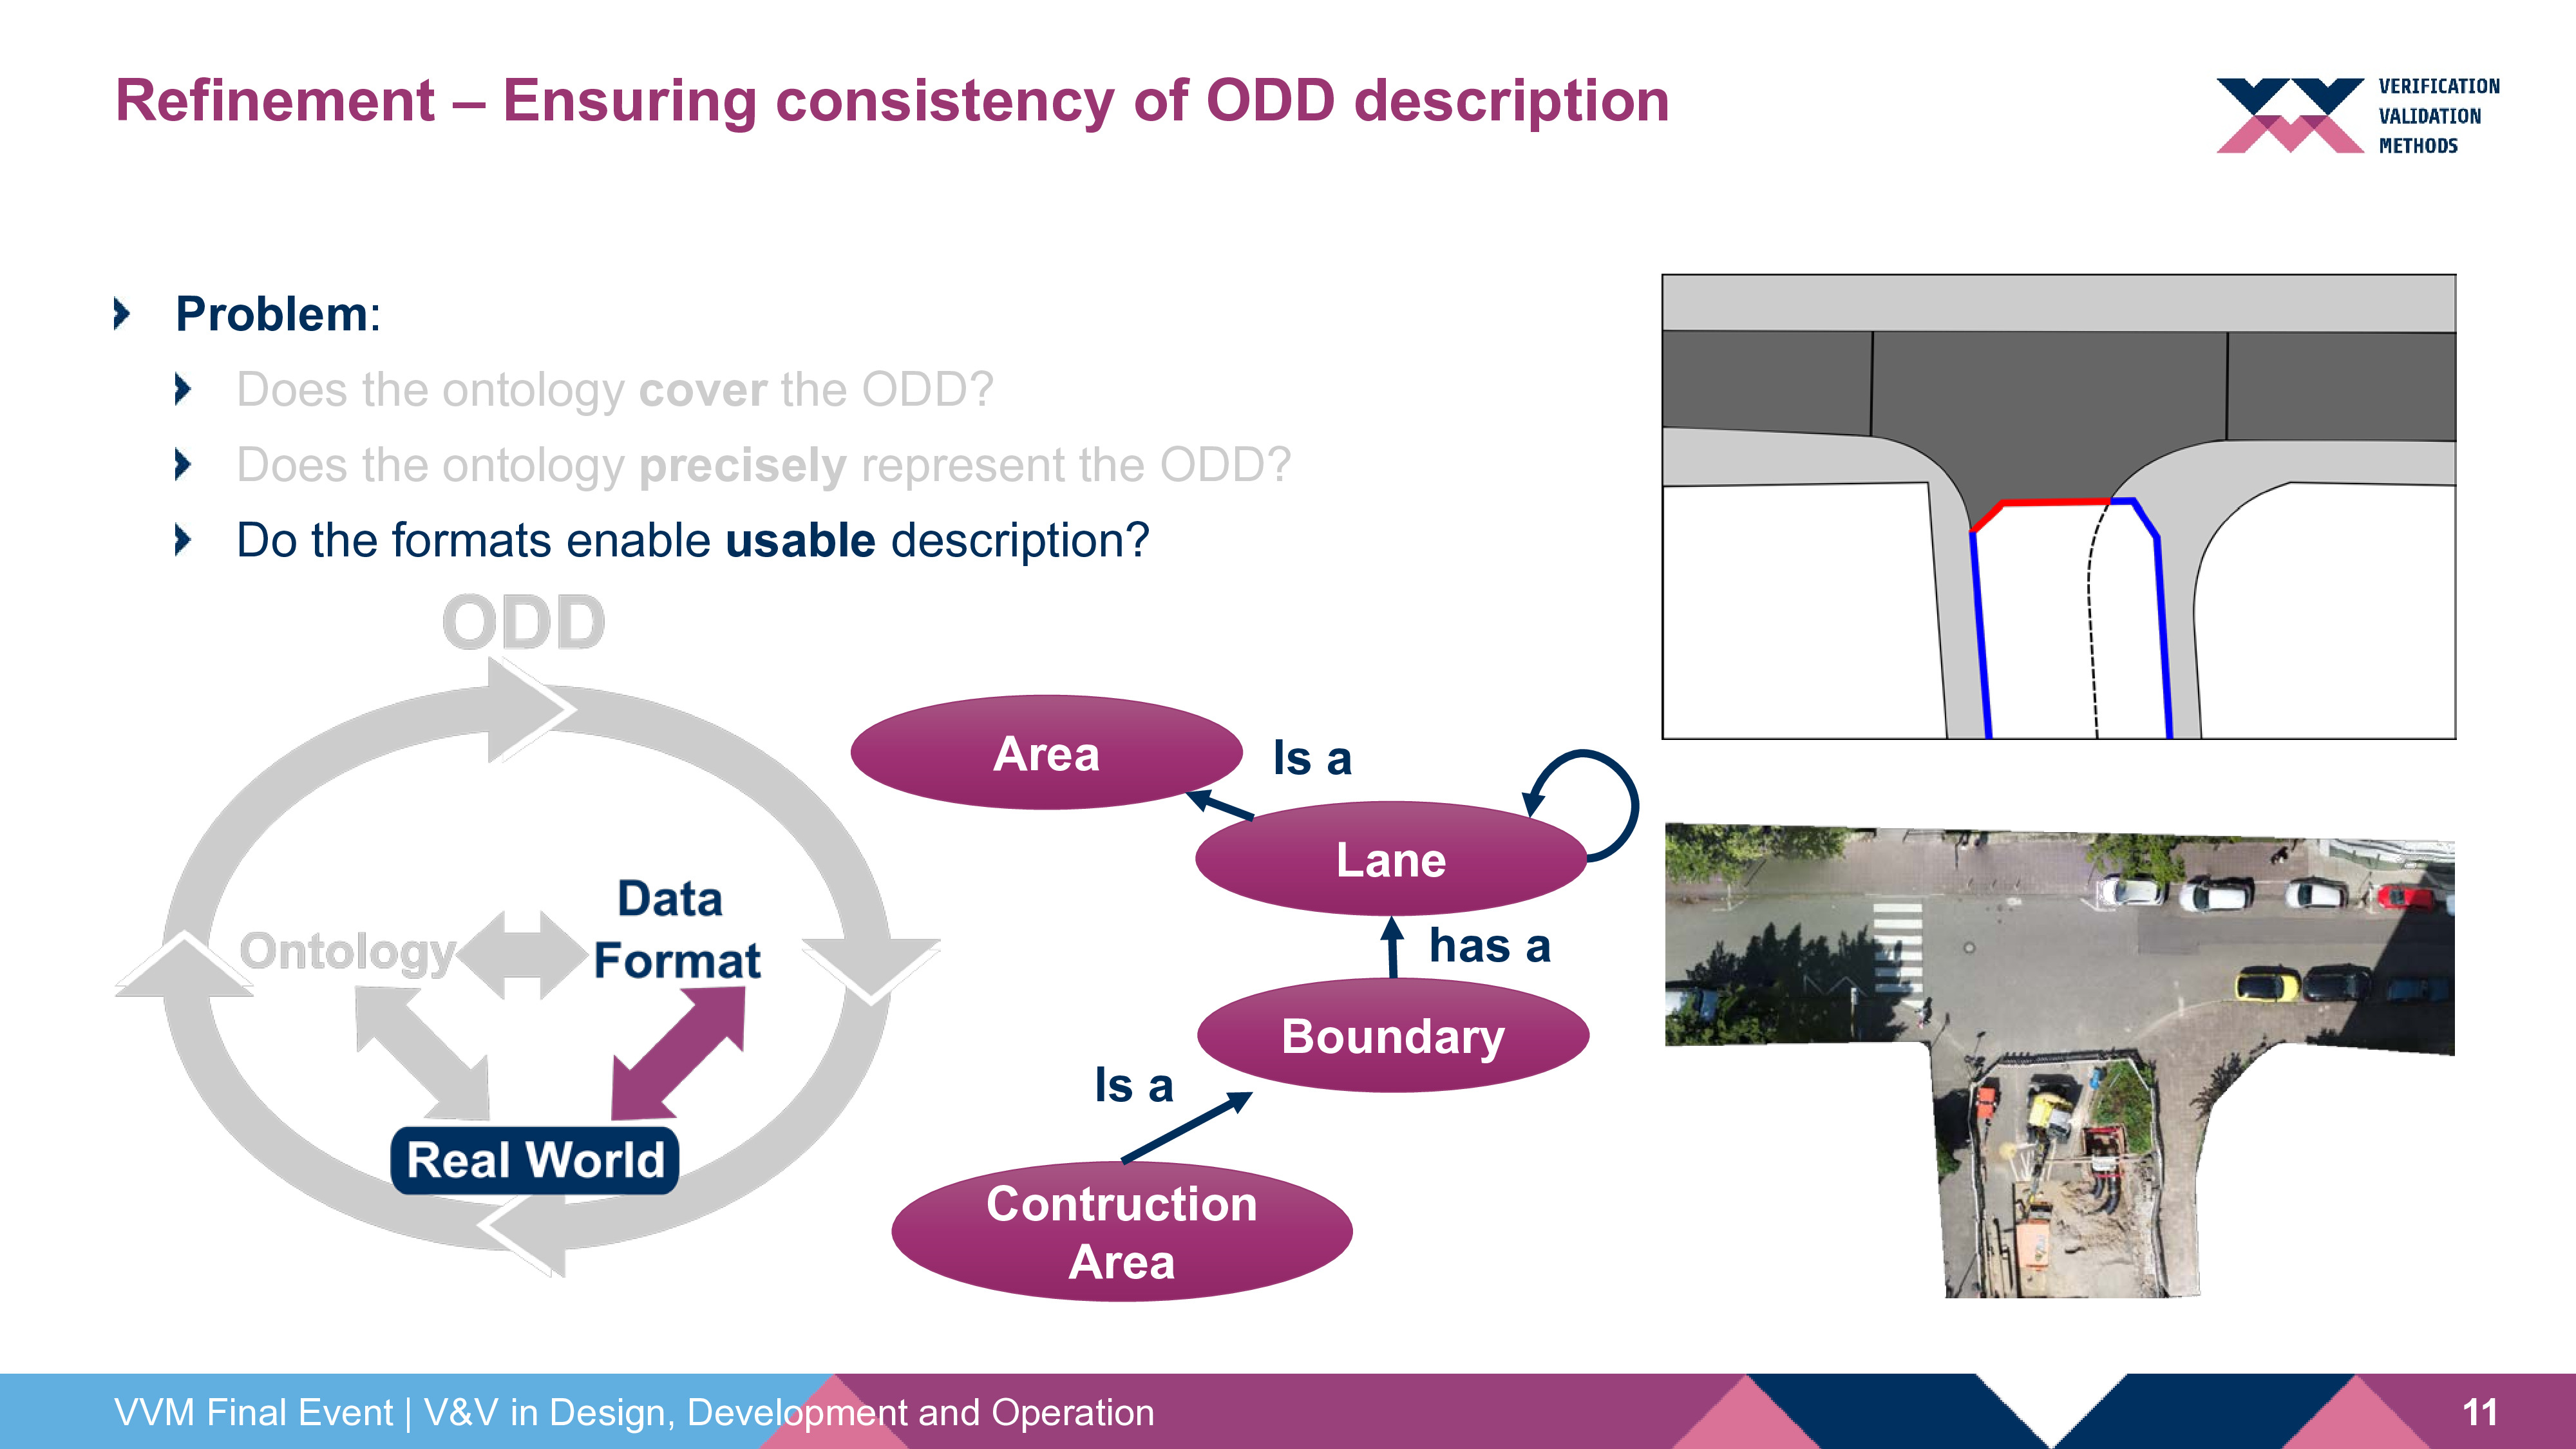 Refinement – Ensuring consistency of ODD description
VERIFICATION
VALIDATION
METHODS
Problem:
Does the ontology cover the ODD?
Does the ontology precisely represent the ODD?
Do the formats enable usable description?
ODD
Ontology
Data
Format
Real World
Area
Is a
Lane
has a
Boundary
Is a
Contruction
Area
VVM Final Event | V&V in Design, Development and Operation
11